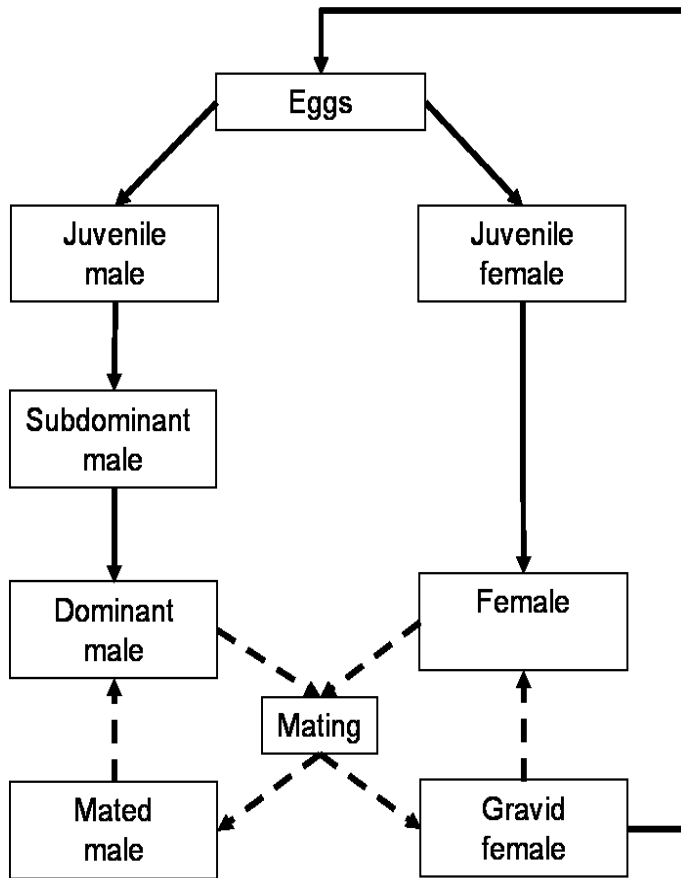 Eggs
Juvenile
male
Juvenile
female
Subdominant
male
Dominant
male
Female
Mating
Mated
male
Gravid
female